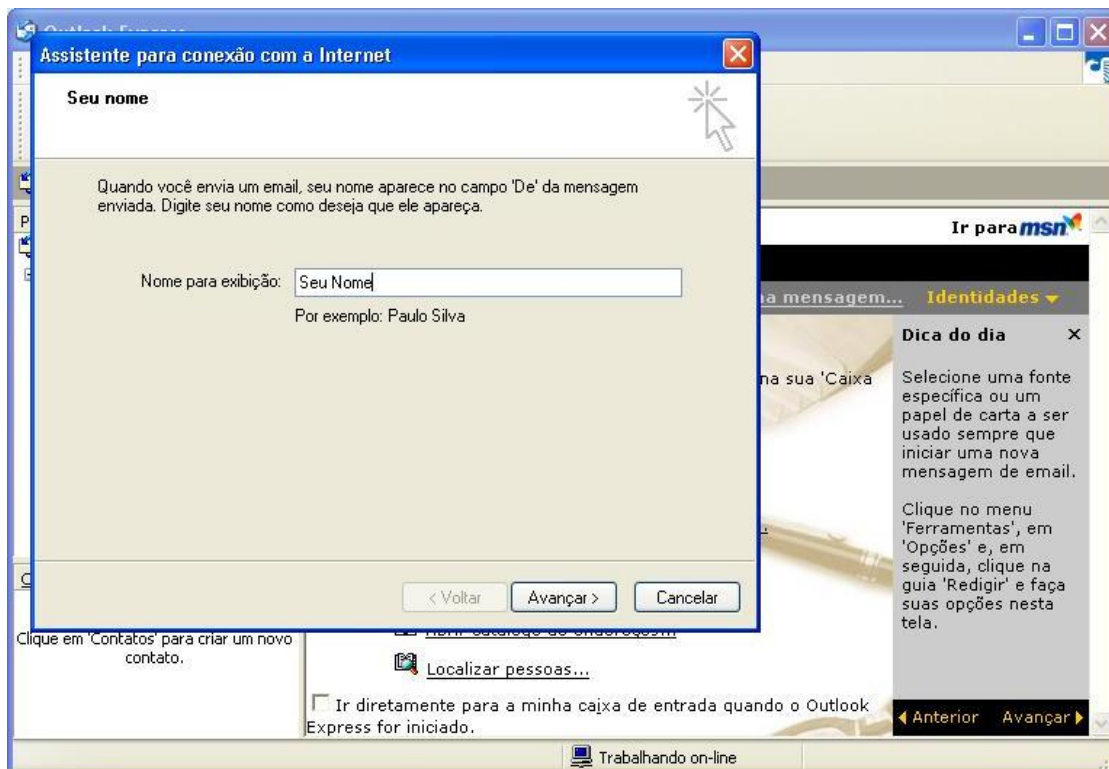 Outlook Express
Assistente para conexão com a Internet
Seu nome
Quando você envia um email, seu nome aparece no campo 'De' da mensagem
enviada. Digite seu nome como deseja que ele apareça.
Nome para exibição: Seu Nome
Por exemplo: Paulo Silva
< Voltar Avançar > Cancelar
Ir para msn
mensagem... Identidades
na sua 'Caixa
Dica do dia X
Selecione uma fonte
específica ou um
papel de carta a ser
usado sempre que
iniciar uma nova
mensagem de email.
Clique no menu
'Ferramentas', em
'Opções' e, em
seguida, clique na
guia 'Redigir' e faça
suas opções nesta
tela.
Anterior Avançar
Clique em 'Contatos' para criar um novo
contato.
Localizar pessoas...
Ir diretamente para a minha caixa de entrada quando o Outlook
Express for iniciado.
Trabalhando on-line